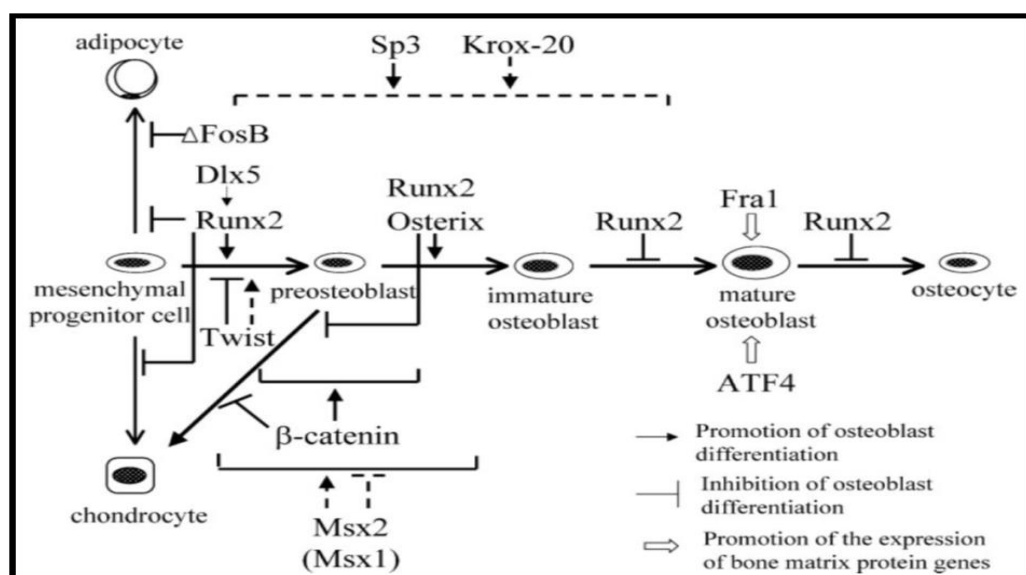 adipocyte
Sp3
Krox-20
△FosB
Dlx5
Runx2
Runx2
Osterix
Runx2
Fra1
Runx2
mesenchymal
progenitor cell
preosteoblast
immature
osteoblast
mature
osteoblast
osteocyte
Twist
ATF4
β-catenin
chondrocyte
Msx2
(Msx1)
Promotion of osteoblast
differentiation
Inhibition of osteoblast
differentiation
Promotion of the expression
of bone matrix protein genes